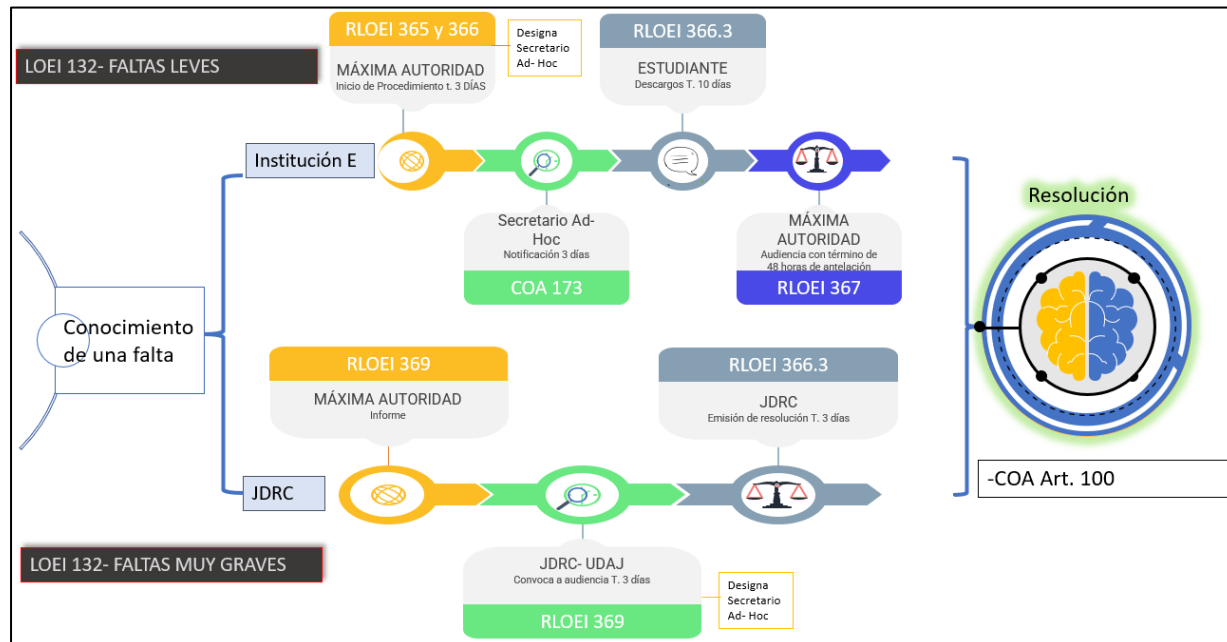 RLOEI 365 y 366
MÁXIMA AUTORIDAD
Inicio de Procedimiento t. 3 DÍAS
Designa
Secretario
Ad- Hoc
RLOEI 366.3
ESTUDIANTE
Descargos T. 10 días
LOEI 132- FALTAS LEVES
Institución E
Secretario Ad-
Hoc
Notificación 3 días
COA 173
MÁXIMA
AUTORIDAD
Audiencia con término de
48 horas de antelación
RLOEI 367
Resolución
Conocimiento
de una falta
RLOEI 369
MÁXIMA AUTORIDAD
Informe
RLOEI 366.3
JDRC
Emisión de resolución T. 3 días
JDRC
-COA Art. 100
LOEI 132- FALTAS MUY GRAVES
JDRC- UDAJ
Convoca a audiencia T. 3 días
RLOEI 369
Designa
Secretario
Ad- Hoc